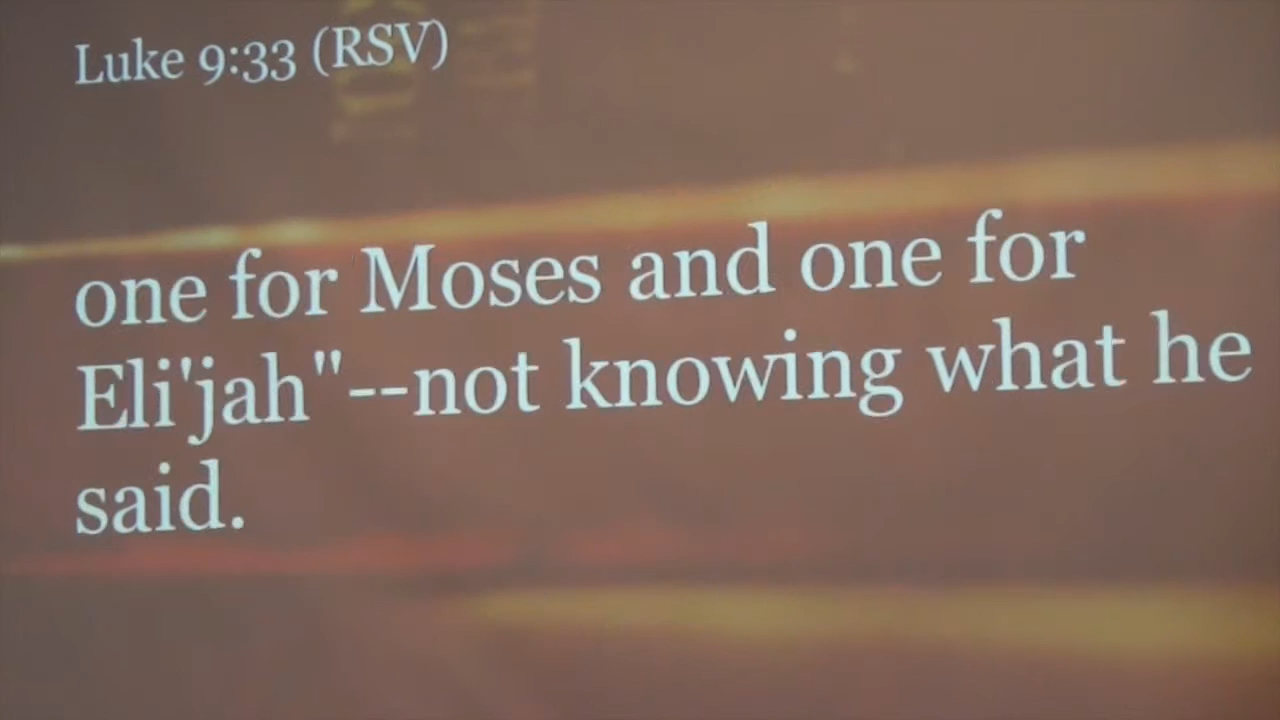 Luke 9:33 (RSV)
one for Moses and one for
Eli'jah"--not knowing what he
said.